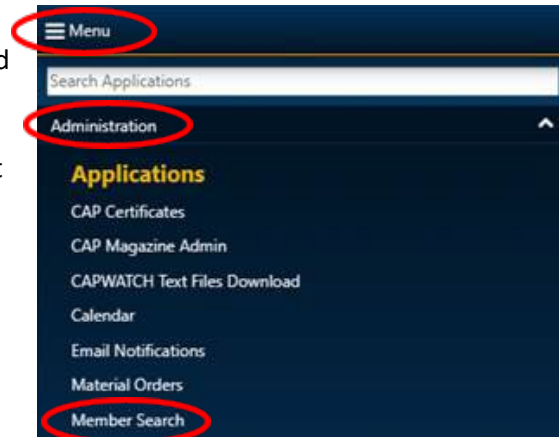 Menu
d
Search Applications
Administration
t
Applications
CAP Certificates
CAP Magazine Admin
CAPWATCH Text Files Download
Calendar
Email Notifications
Material Orders
Member Search